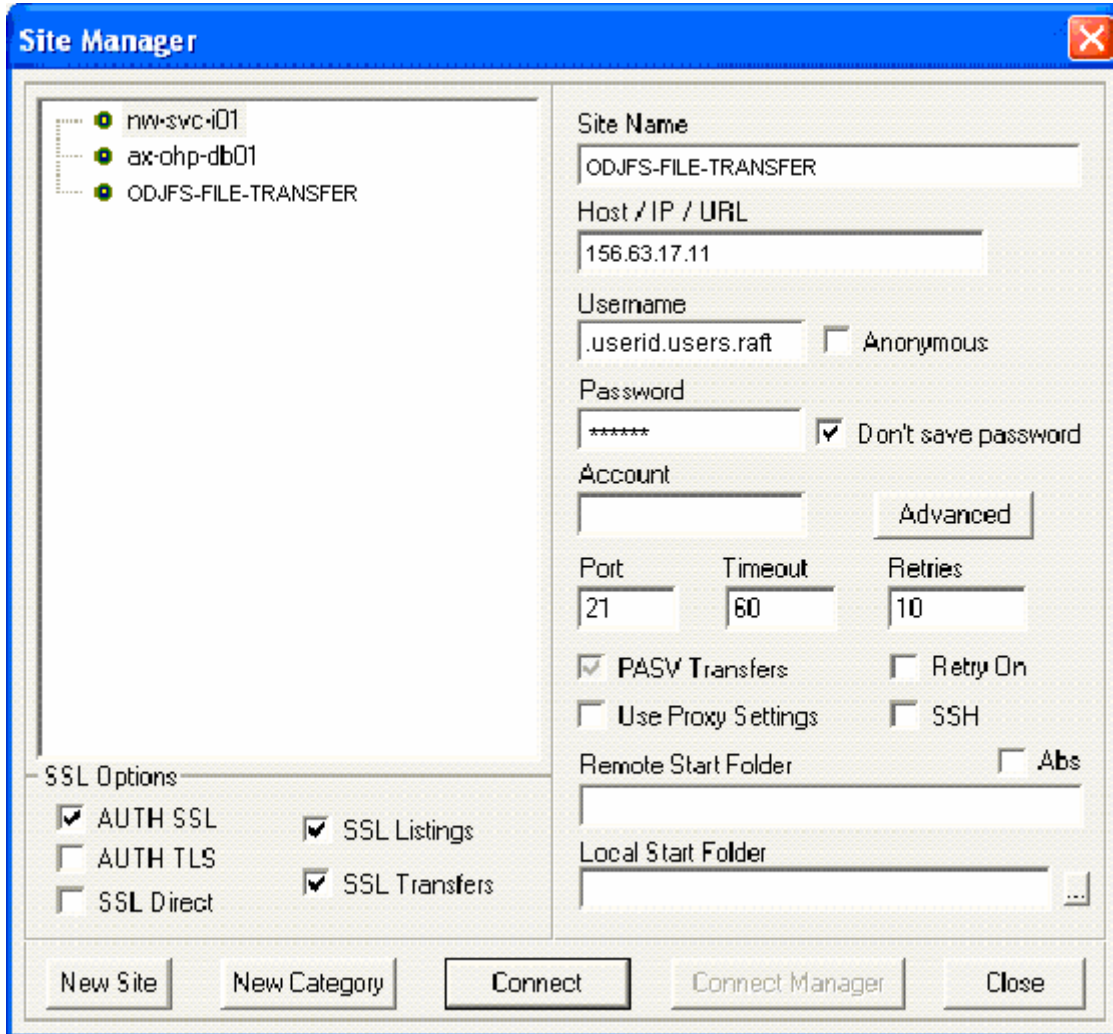 Site Manager
nw-svc-i01
ax-ohp-db01
ODJFS-FILE-TRANSFER
SSL Options
AUTH SSL
SSL Listings
AUTH TLS
SSL Transfers
SSL Direct
Site Name
ODJFS-FILE-TRANSFER
Host / IP / URL
156.63.17.11
Username
.userid.users.raft
Anonymous
Password
******
Don't save password
Account
Advanced
Port Timeout Retries
21 60 10
PASV Transfers Retry On
Use Proxy Settings SSH
Remote Start Folder Abs
Local Start Folder
...
New Site New Category Connect Connect Manager Close